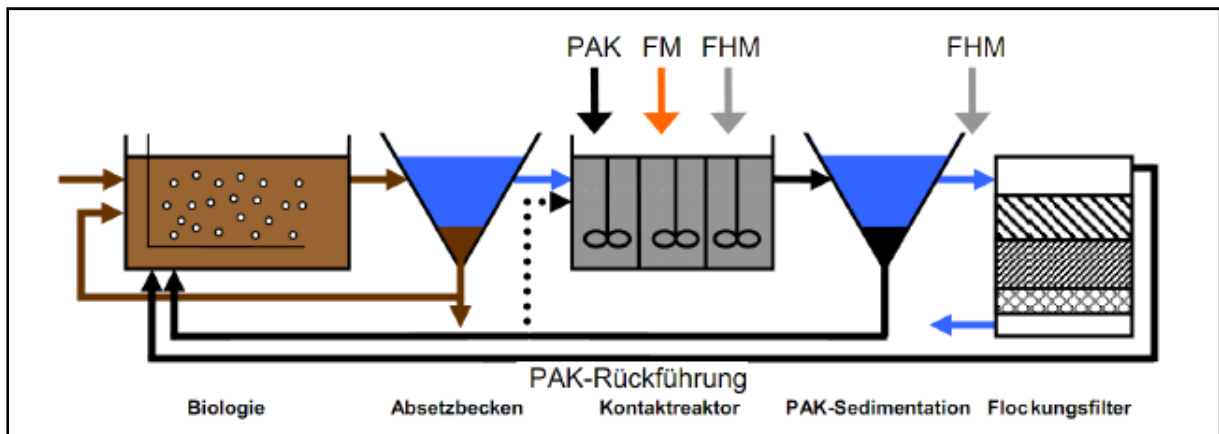 PAK FM FHM FHM
PAK-Rückführung
Biologie Absetzbecken Kontaktreaktor PAK-Sedimentation Flockungsfilter